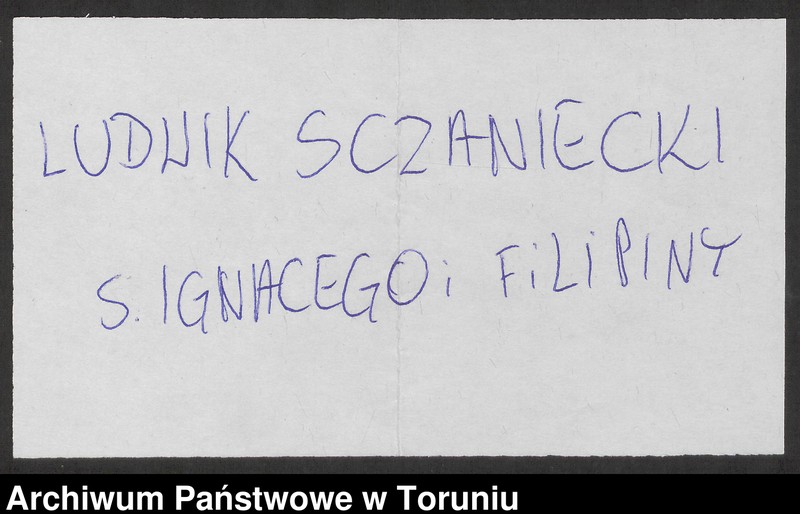 LUDWIK SCZANIECKI
S. IGNACEGO i FiLiPINY
Archiwum Państwowe w Toruniu